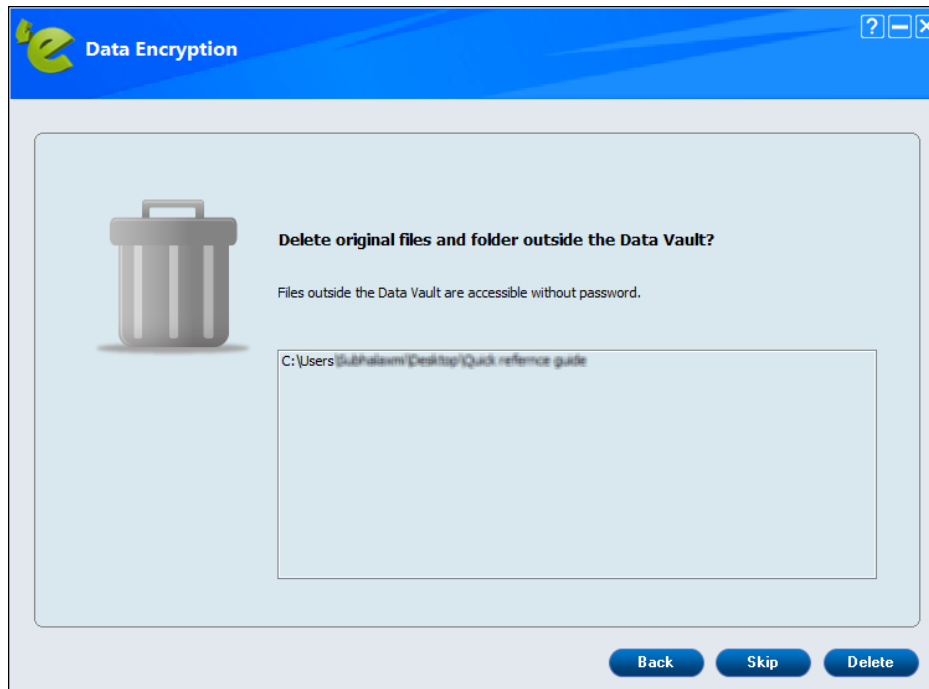 Data Encryption
?
Delete original files and folder outside the Data Vault?
Files outside the Data Vault are accessible without password.
C:\Users
Back Skip Delete